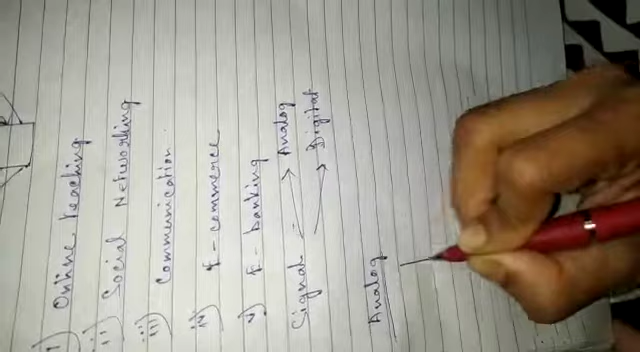 i) Online teaching
ii) Social Networking
iii) Communication
iv) E-commerce
v) E-banking
Signal :- → Analog
→ Digital
Analog